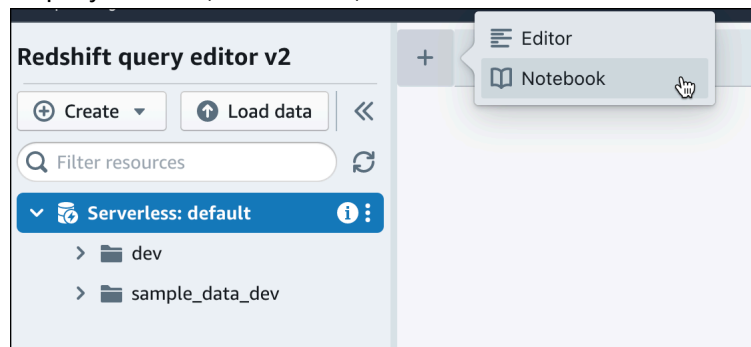 Redshift query editor v2
+
Editor
Notebook
Create
Load data
Filter resources
Serverless: default
dev
sample_data_dev